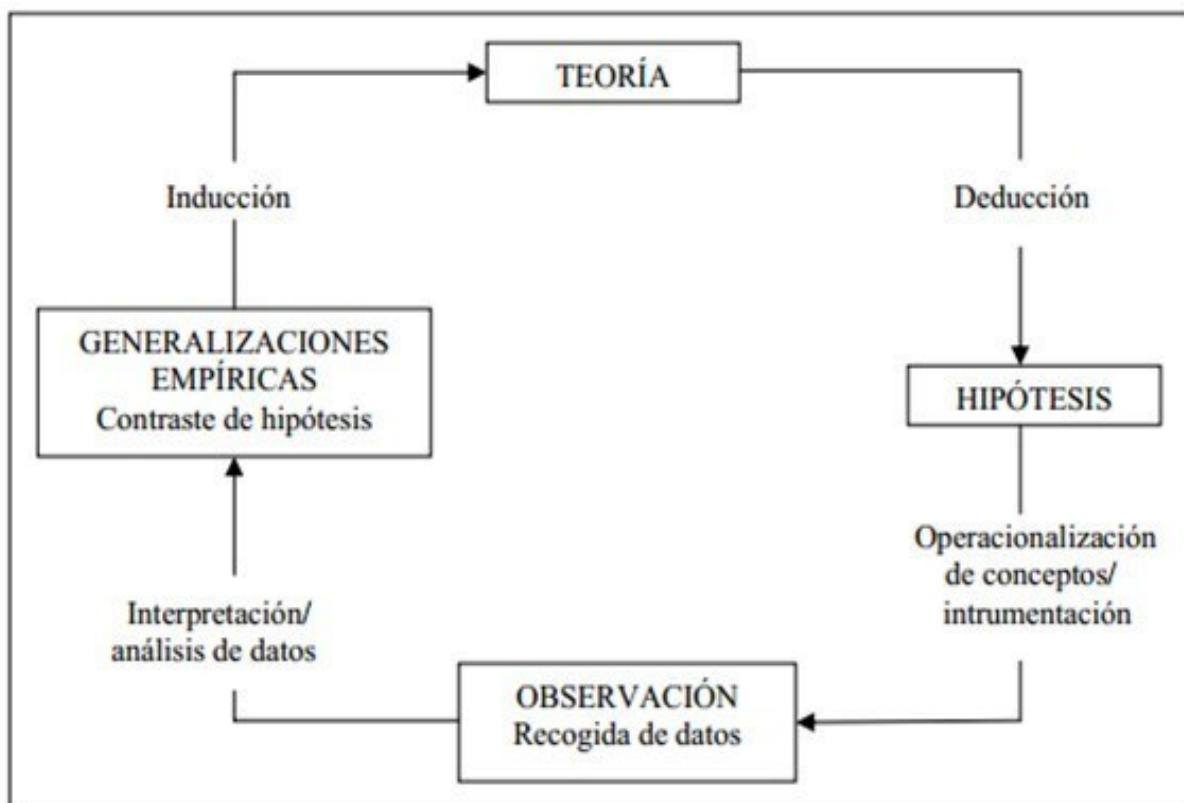 TEORÍA
Inducción
Deducción
GENERALIZACIONES
EMPÍRICAS
Contraste de hipótesis
HIPÓTESIS
Operacionalización
de conceptos/
intrumentación
Interpretación/
análisis de datos
OBSERVACIÓN
Recogida de datos